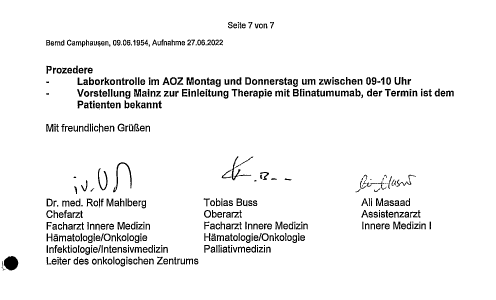 Seite 7 von 7
Bernd Camphausen, 09.06.1954, Aufnahme 27.06.2022
Prozedere
- Laborkontrolle im AOZ Montag und Donnerstag um zwischen 09-10 Uhr
- Vorstellung Mainz zur Einleitung Therapie mit Blinatumumab, der Termin ist dem
Patienten bekannt
Mit freundlichen Grüßen
i.V.
Dr. med. Rolf Mahlberg Tobias Buss Ali Masaad
Chefarzt Oberarzt Assistenzarzt
Facharzt Innere Medizin Facharzt Innere Medizin Innere Medizin I
Hämatologie/Onkologie Hämatologie/Onkologie
Infektiologie/Intensivmedizin Palliativmedizin
Leiter des onkologischen Zentrums